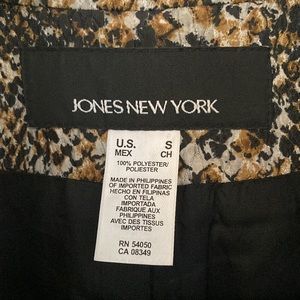 JONES NEW YORK
U.S. S
MEX CH
100% POLYESTER/
POLIESTER
MADE IN PHILIPPINES
OF IMPORTED FABRIC
HECHO EN FILIPINAS
CON TELA
IMPORTADA
FABRIQUE AUX
PHILIPPINES
AVEC DES TISSUS
IMPORTES
RN 54050
CA 08349